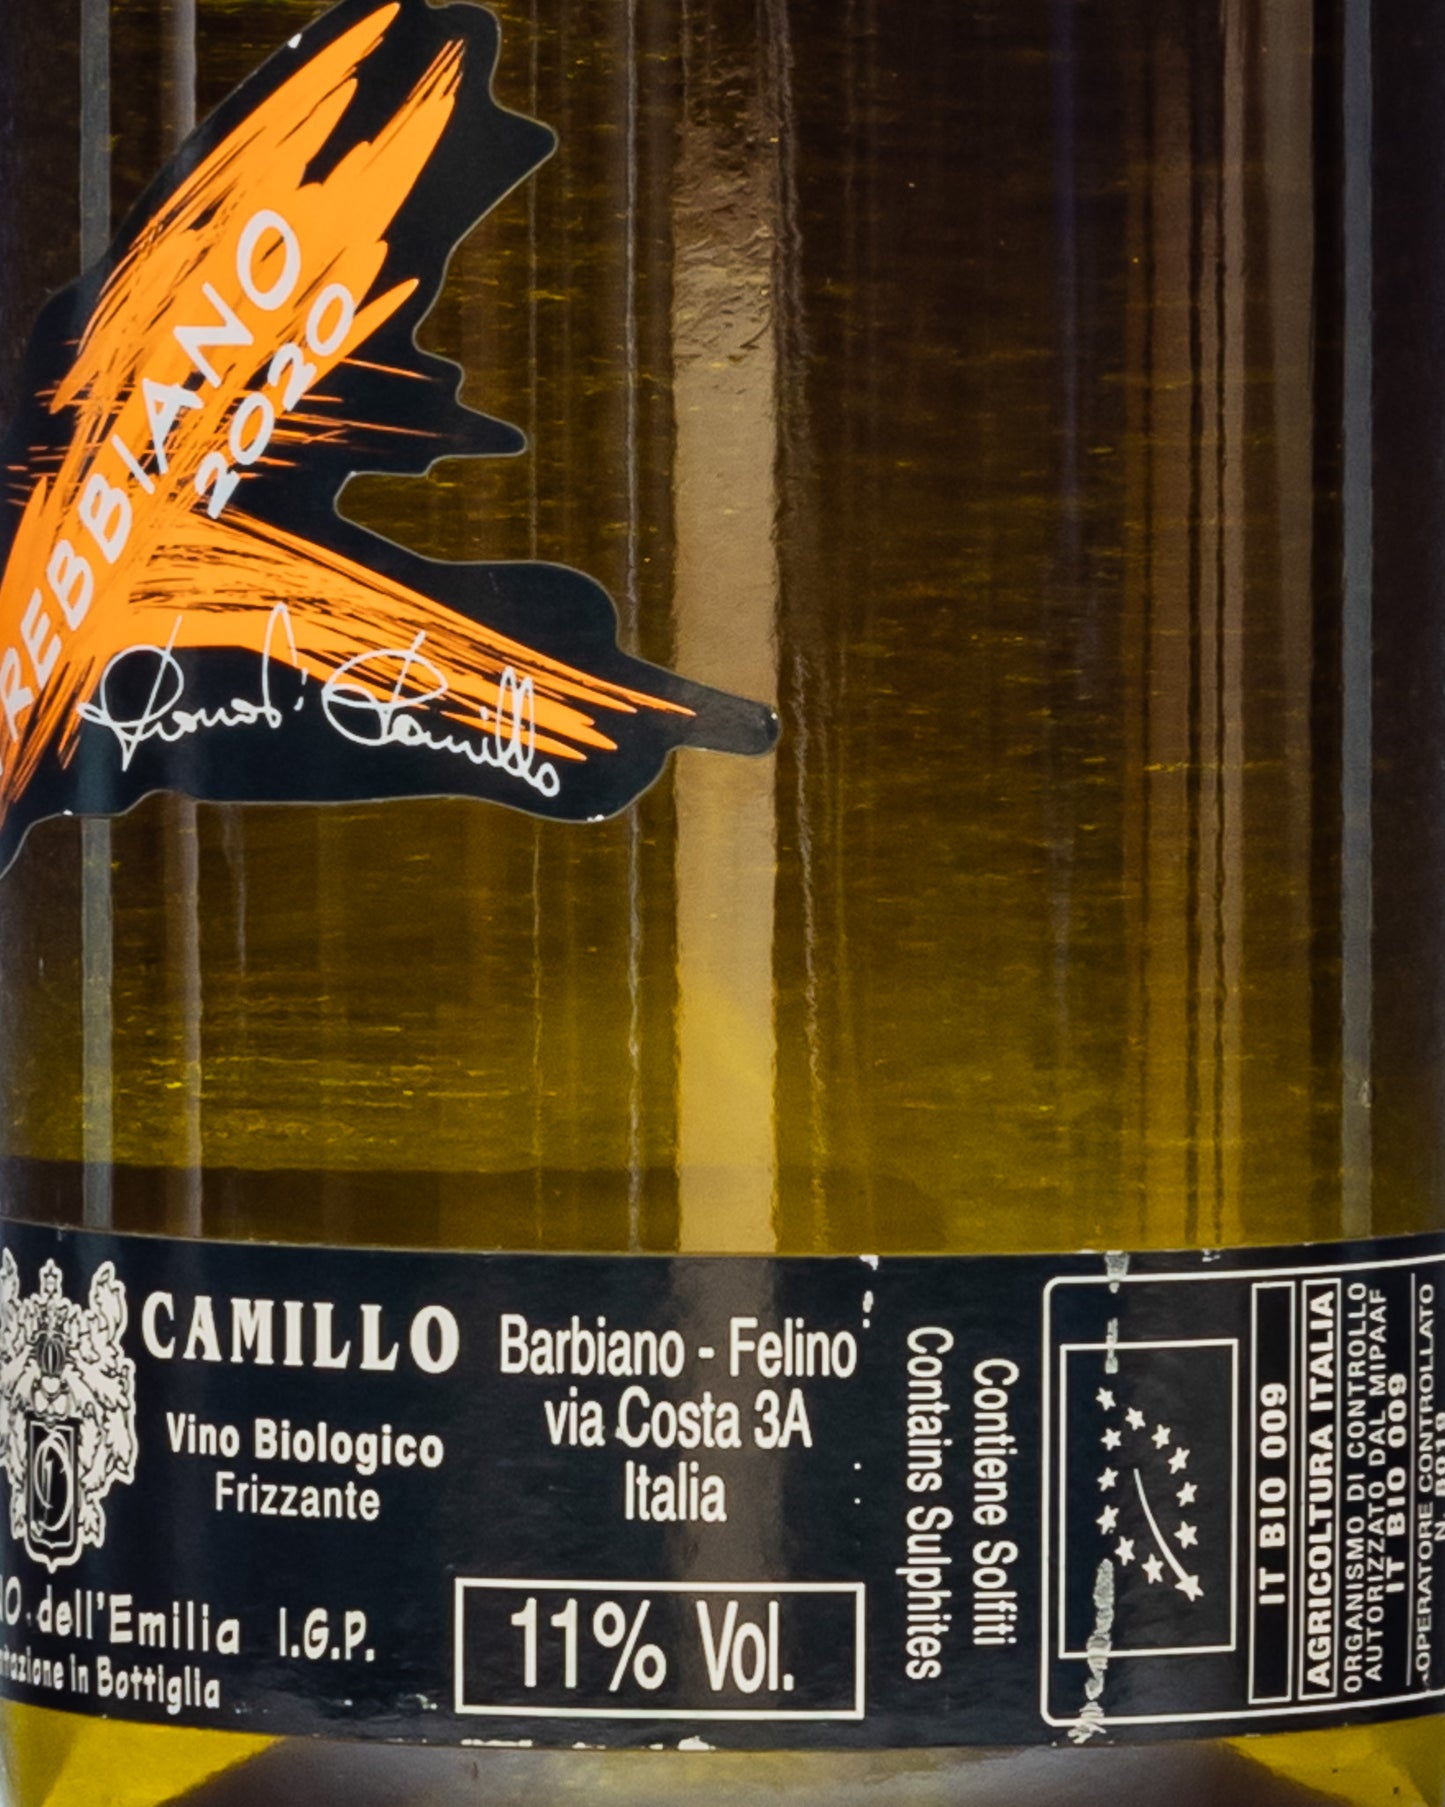 REBBIANO
2020
Donati Camillo
CAMILLO
Vino Biologico
Frizzante
dell'Emilia I.G.P.
in Bottiglia
Barbiano - Felino
via Costa 3A
Italia
11% Vol.
Contiene Solfiti
Contains Sulphites
IT BIO 009
AGRICOLTURA ITALIA
ORGANISMO DI CONTROLLO
AUTORIZZATO DAL MIPAAF
IT BIO 009
OPERATORE CONTROLLATO